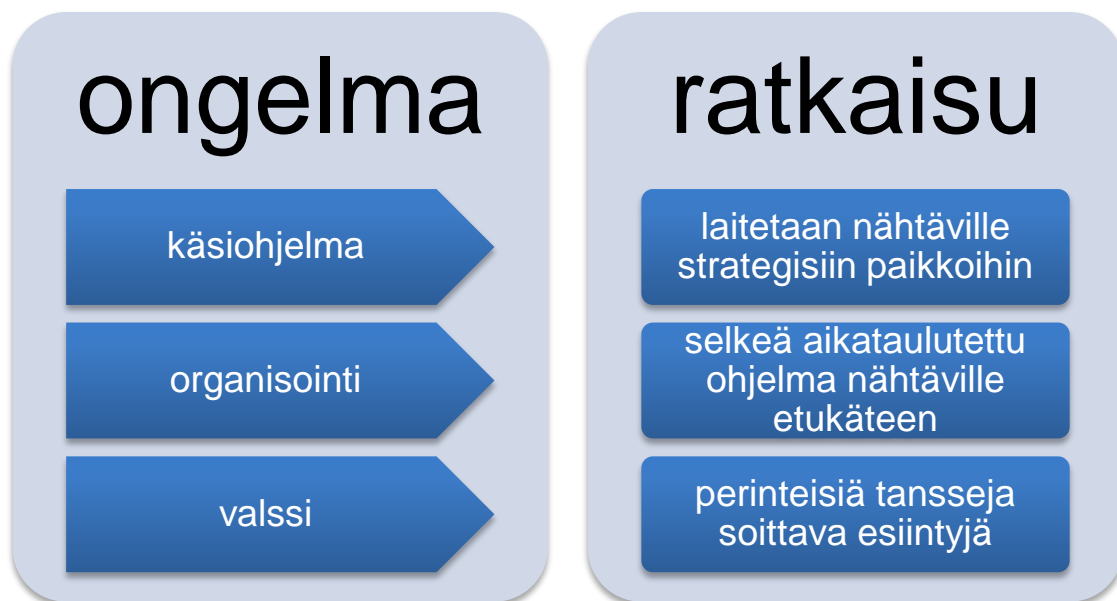 ongelma
käsiohjelma
organisointi
valssi
ratkaisu
laitetaan nähtäville
strategisiin paikkoihin
selkeä aikataulutettu
ohjelma nähtäville
etukäteen
perinteisiä tansseja
soittava esiintyjä